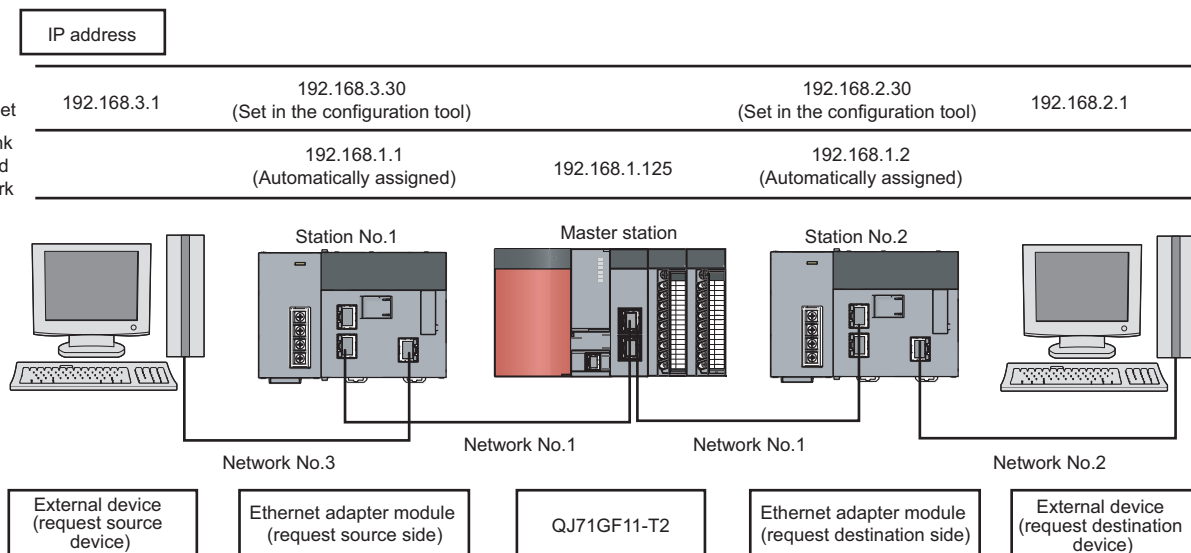 IP address
et
192.168.3.1
192.168.3.30
(Set in the configuration tool)
192.168.2.30
(Set in the configuration tool)
192.168.2.1
nk
d
rk
192.168.1.1
(Automatically assigned)
192.168.1.125
192.168.1.2
(Automatically assigned)
Station No.1
Master station
Station No.2
Network No.1
Network No.1
Network No.3
Network No.2
External device
(request source
device)
Ethernet adapter module
(request source side)
QJ71GF11-T2
Ethernet adapter module
(request destination side)
External device
(request destination
device)